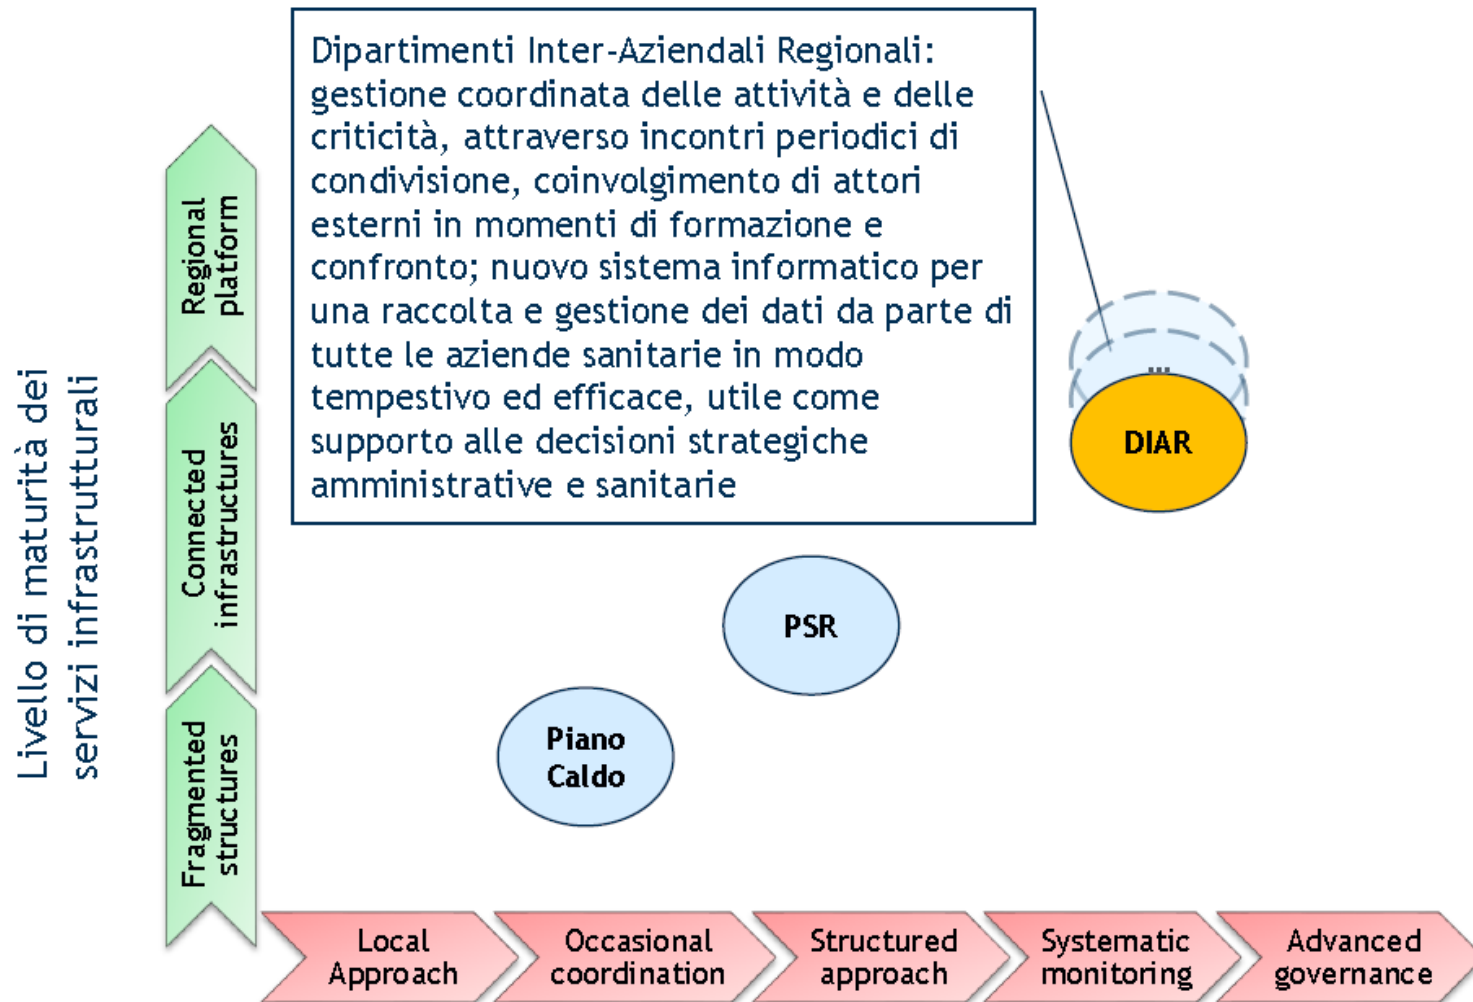 Dipartimenti Inter-Aziendali Regionali:
gestione coordinata delle attività e delle
criticità, attraverso incontri periodici di
condivisione, coinvolgimento di attori
esterni in momenti di formazione e
confronto; nuovo sistema informatico per
una raccolta e gestione dei dati da parte di
tutte le aziende sanitarie in modo
tempestivo ed efficace, utile come
supporto alle decisioni strategiche
amministrative e sanitarie
Livello di maturità dei
servizi infrastrutturali
Regional
platform
Connected
infrastructures
Fragmented
structures
...
DIAR
PSR
Piano
Caldo
Local
Approach
Occasional
coordination
Structured
approach
Systematic
monitoring
Advanced
governance